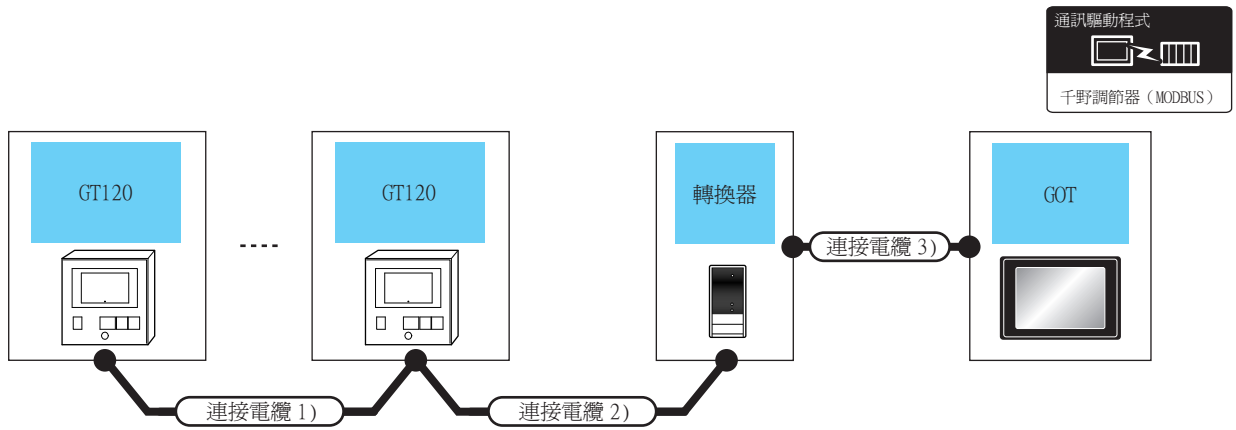 通訊驅動程式
千野調節器（MODBUS）
GT120
GT120
轉換器
GOT
連接電纜 3)
連接電纜 1)
連接電纜 2)